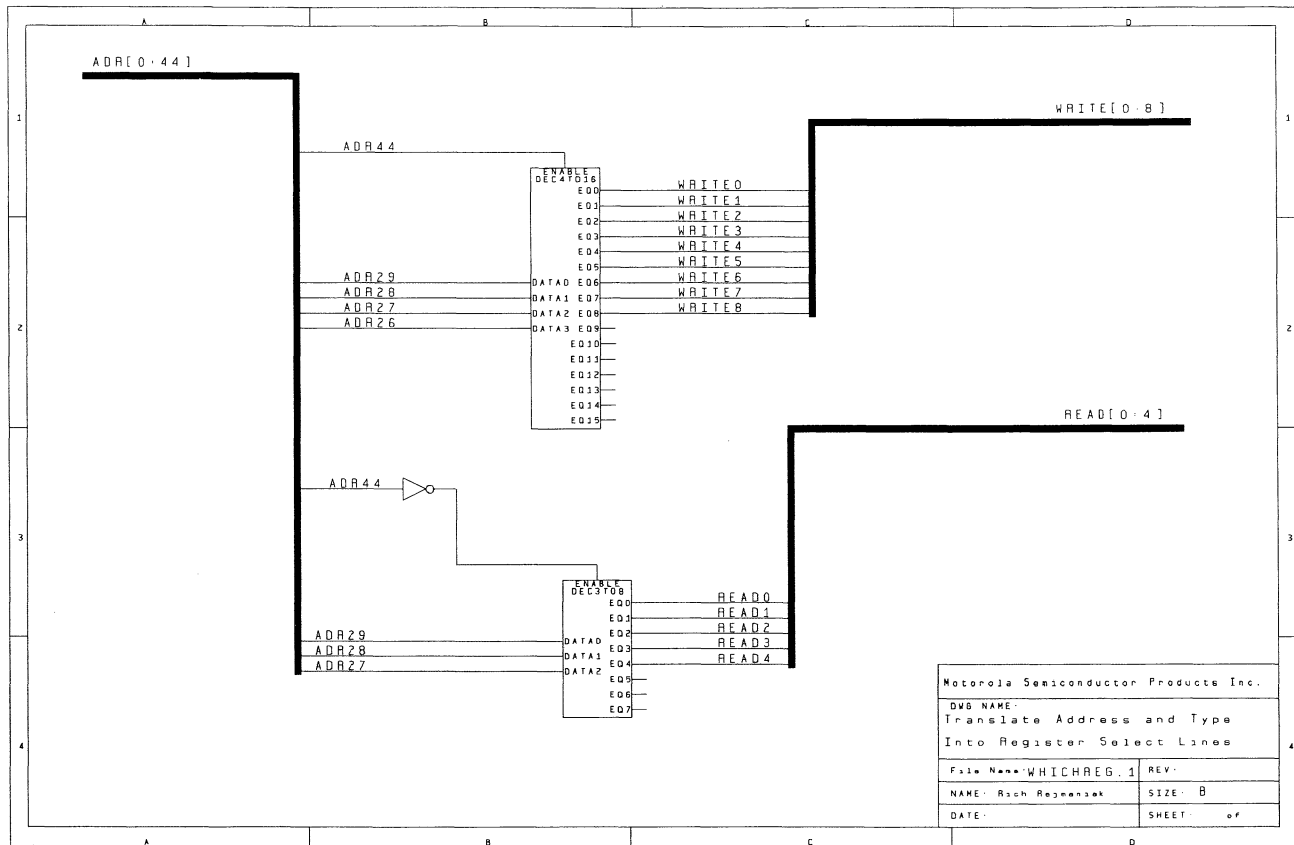 A B C D
ADR[0:44]
WRITE[0:8]
1 1
ADR44
ENABLE
DEC4TO16
EQ0 WRITE0
EQ1 WRITE1
EQ2 WRITE2
EQ3 WRITE3
EQ4 WRITE4
EQ5 WRITE5
ADR29 DATA0 EQ6 WRITE6
ADR28 DATA1 EQ7 WRITE7
ADR27 DATA2 EQ8 WRITE8
ADR26 DATA3 EQ9
2 2
EQ10
EQ11
EQ12
EQ13
EQ14
EQ15
READ[0:4]
ADR44
3 3
ENABLE
DEC3TO8
EQ0 READ0
EQ1 READ1
EQ2 READ2
ADR29 DATA0 EQ3 READ3
ADR28 DATA1 EQ4 READ4
ADR27 DATA2 EQ5
EQ6
EQ7
Motorola Semiconductor Products Inc.
DWG NAME:
Translate Address and Type
Into Register Select Lines
4 4
File Name: WHICHREG.1 REV:
NAME: Rich Rejmaniak SIZE: B
DATE: SHEET: of
A B C D